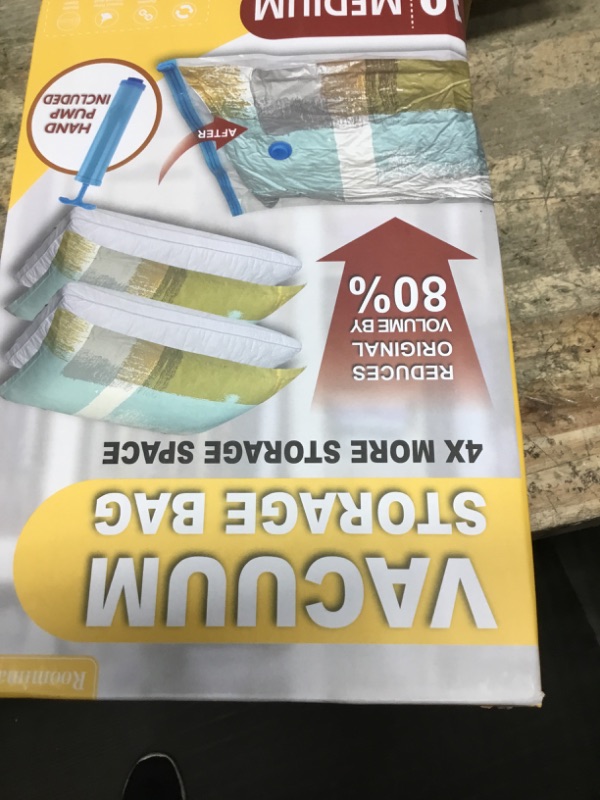 VACUUM
STORAGE BAG
4X MORE STORAGE SPACE
REDUCES
ORIGINAL
VOLUME BY
80%
AFTER
HAND
PUMP
INCLUDED
MEDIUM